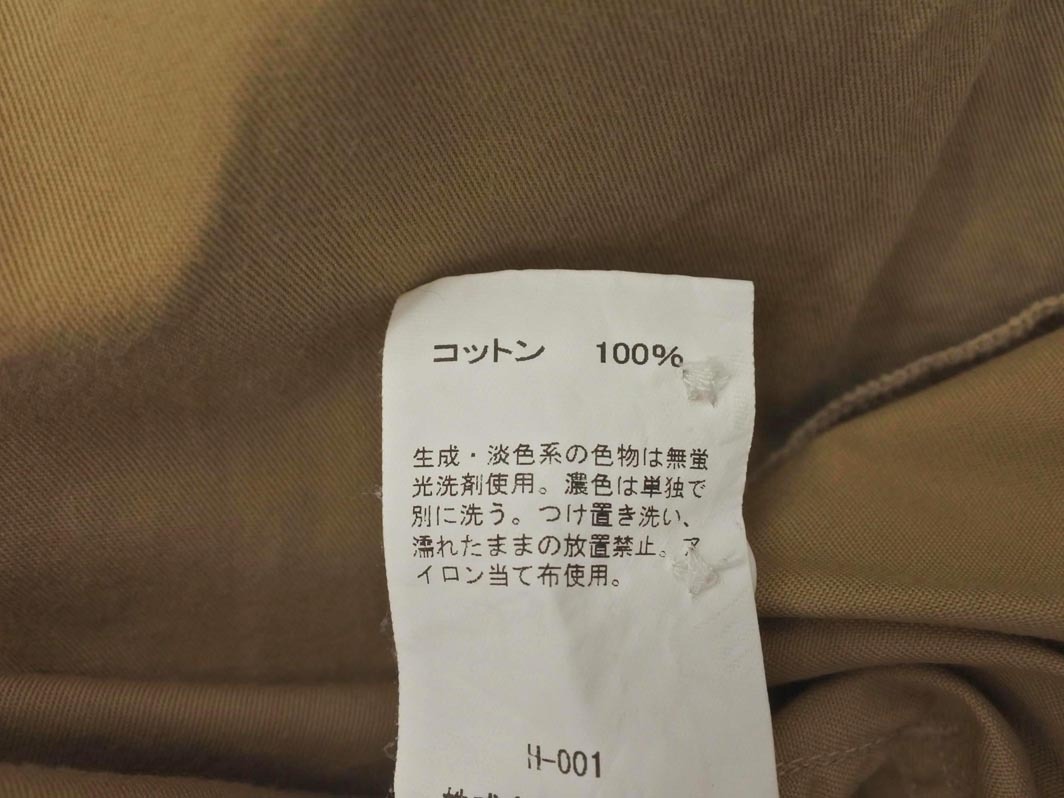 コットン 100%
生成・淡色系の色物は無蛍
光洗剤使用。濃色は単独で
別に洗う。つけ置き洗い、
濡れたままの放置禁止。ア
イロン当て布使用。
H-001